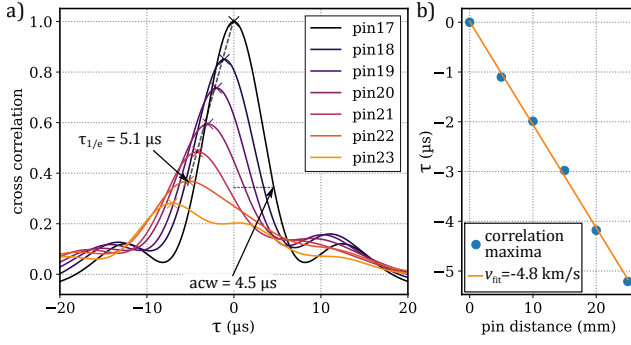 a)
cross correlation
1.0
0.8
0.6
0.4
0.2
0.0
−20
−10
0
10
20
τ (μs)
τ1/e = 5.1 μs
acw = 4.5 μs
pin17
pin18
pin19
pin20
pin21
pin22
pin23
b)
τ (μs)
0
−1
−2
−3
−4
−5
0
10
20
pin distance (mm)
correlation
maxima
vfit=-4.8 km/s